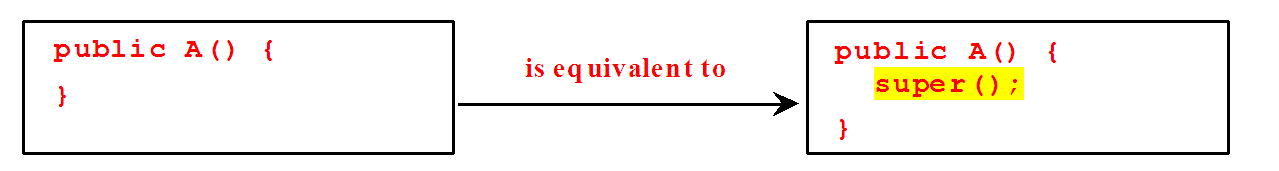 public A() {
}
is equivalent to
public A() {
super();
}